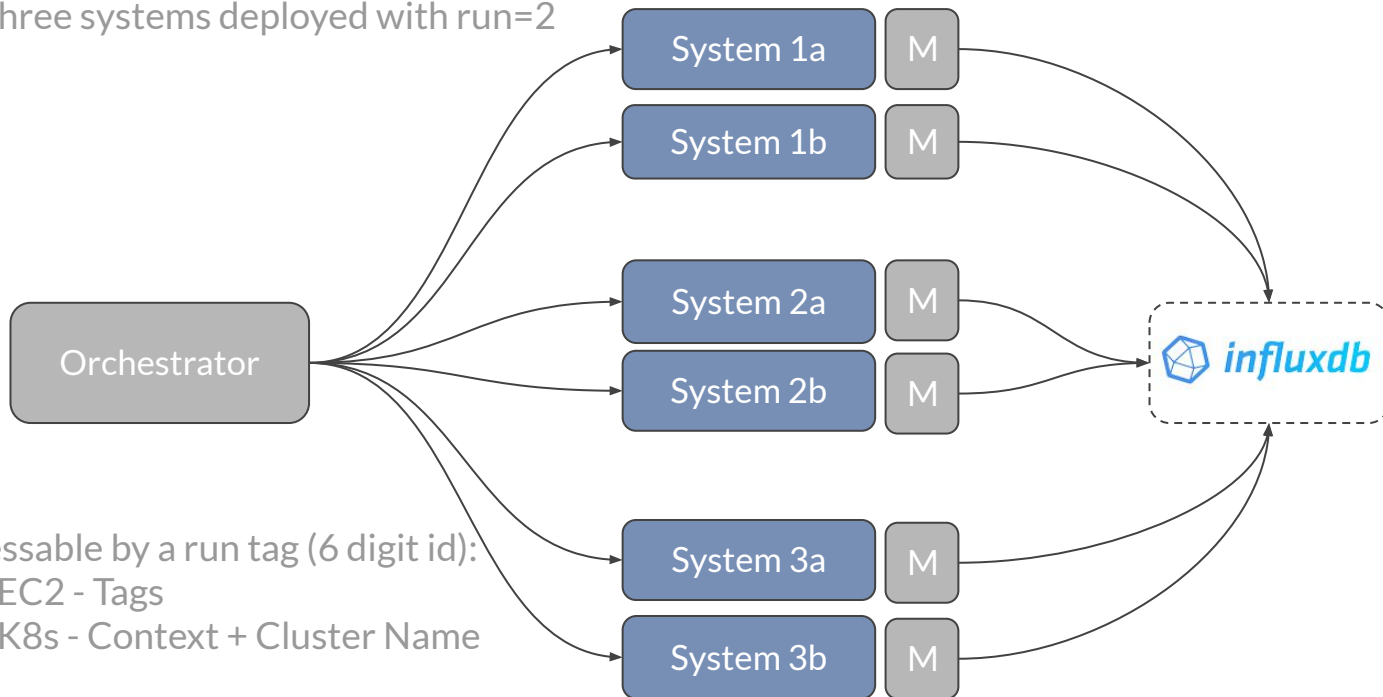 hree systems deployed with run=2
System 1a M
System 1b M
System 2a M
Orchestrator
influxdb
System 2b M
essable by a run tag (6 digit id):
System 3a M
EC2 - Tags
K8s - Context + Cluster Name
System 3b M